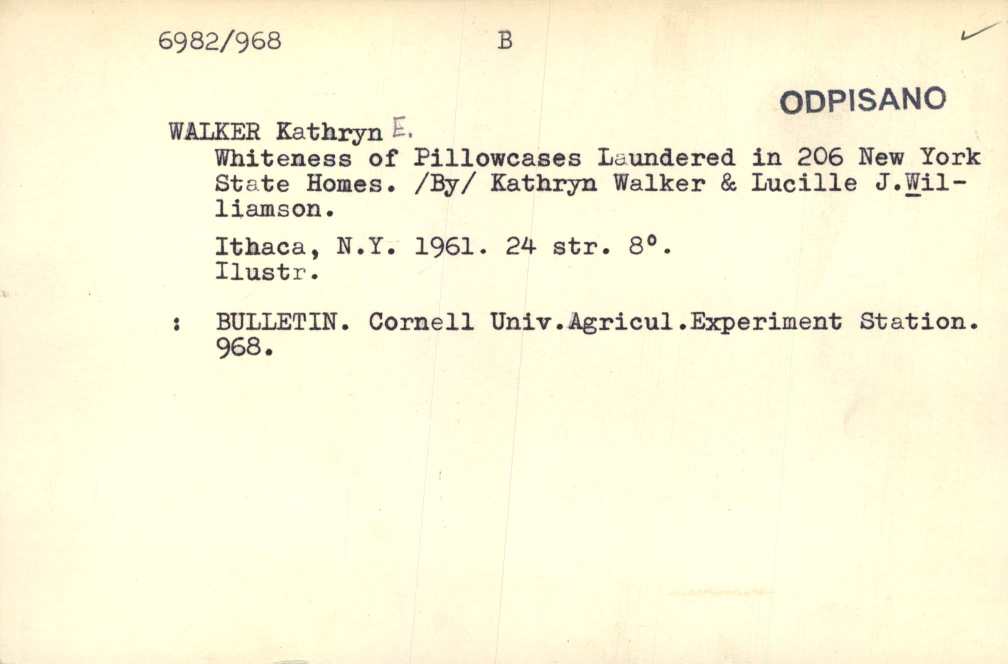 6982/968 B
ODPISANO
WALKER Kathryn E.
Whiteness of Pillowcases Laundered in 206 New York
State Homes. /By/ Kathryn Walker & Lucille J.Wil-
liamson.
Ithaca, N.Y. 1961. 24 str. 8°.
Ilustr.
: BULLETIN. Cornell Univ.Agricul.Experiment Station.
968.